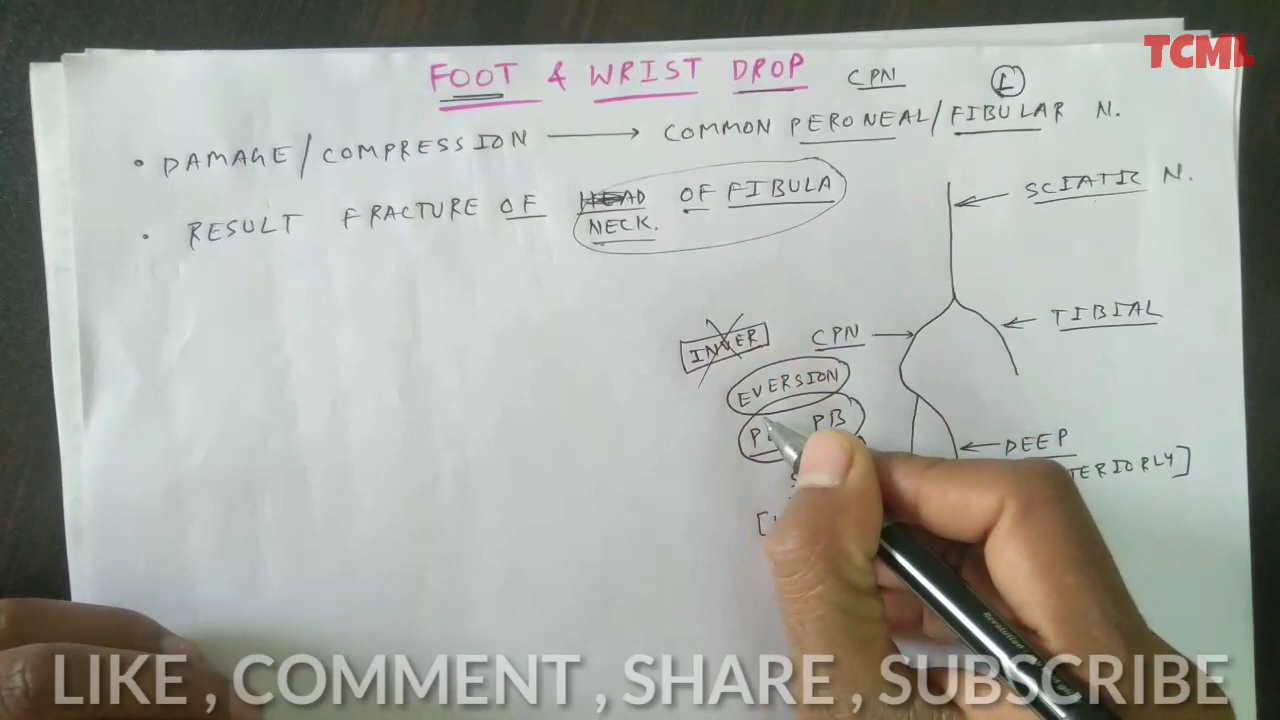 TCML
FOOT & WRIST DROP CPN L
• DAMAGE/COMPRESSION → COMMON PERONEAL/FIBULAR N.
• RESULT FRACTURE OF HEAD OF FIBULA
NECK.
SCIATIC N.
TIBIAL
CPN
INVER
EVERSION
PB
DEEP
TERIORLY]
LIKE , COMMENT , SHARE , SUBSCRIBE